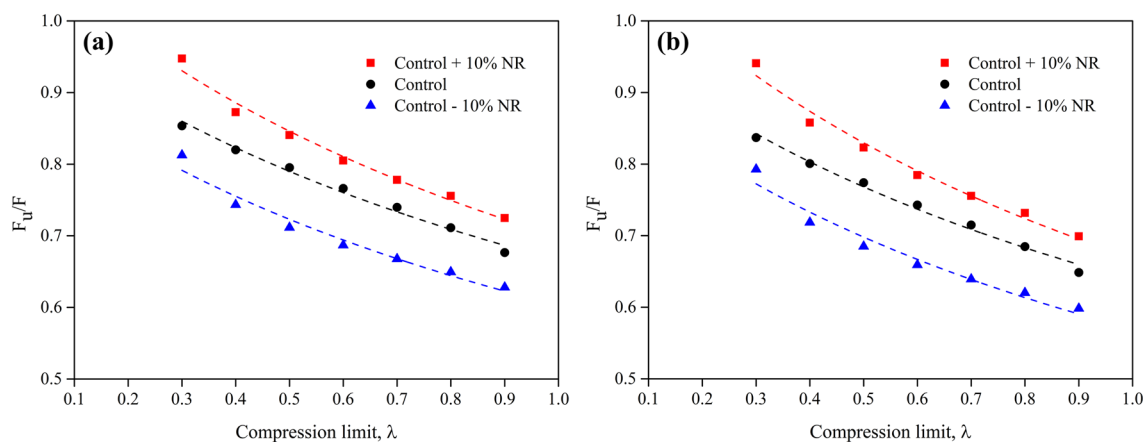 (a)
Control + 10% NR
Control
Control - 10% NR
1.0
0.9
0.8
0.7
0.6
0.5
F_u/F
0.1 0.2 0.3 0.4 0.5 0.6 0.7 0.8 0.9 1.0
Compression limit, λ
(b)
Control + 10% NR
Control
Control - 10% NR
1.0
0.9
0.8
0.7
0.6
0.5
F_u/F
0.1 0.2 0.3 0.4 0.5 0.6 0.7 0.8 0.9 1.0
Compression limit, λ